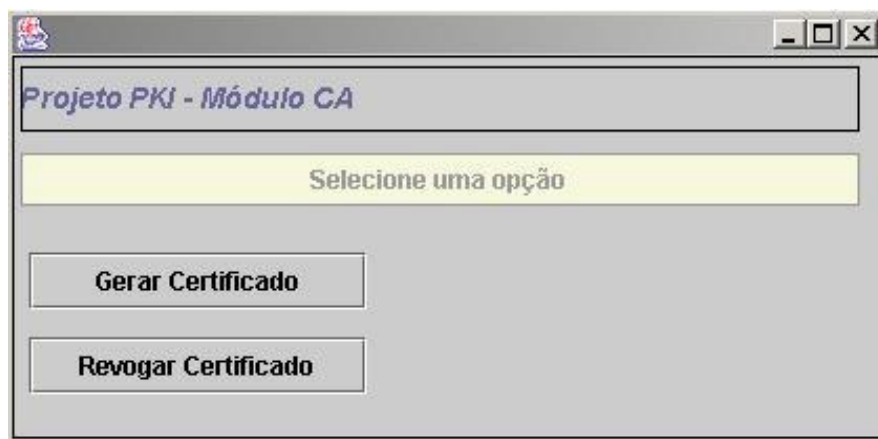 Projeto PKI - Módulo CA
Selecione uma opção
Gerar Certificado
Revogar Certificado